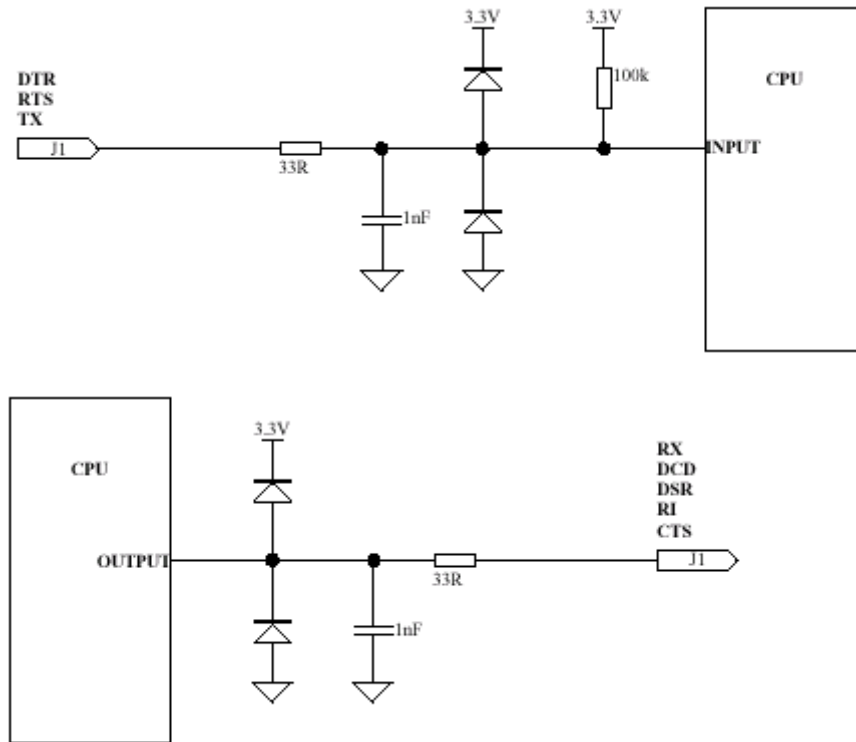 3.3V
3.3V
DTR
RTS
TX
J1
33R
1nF
100k
CPU
INPUT
CPU
OUTPUT
3.3V
1nF
33R
RX
DCD
DSR
RI
CTS
J1